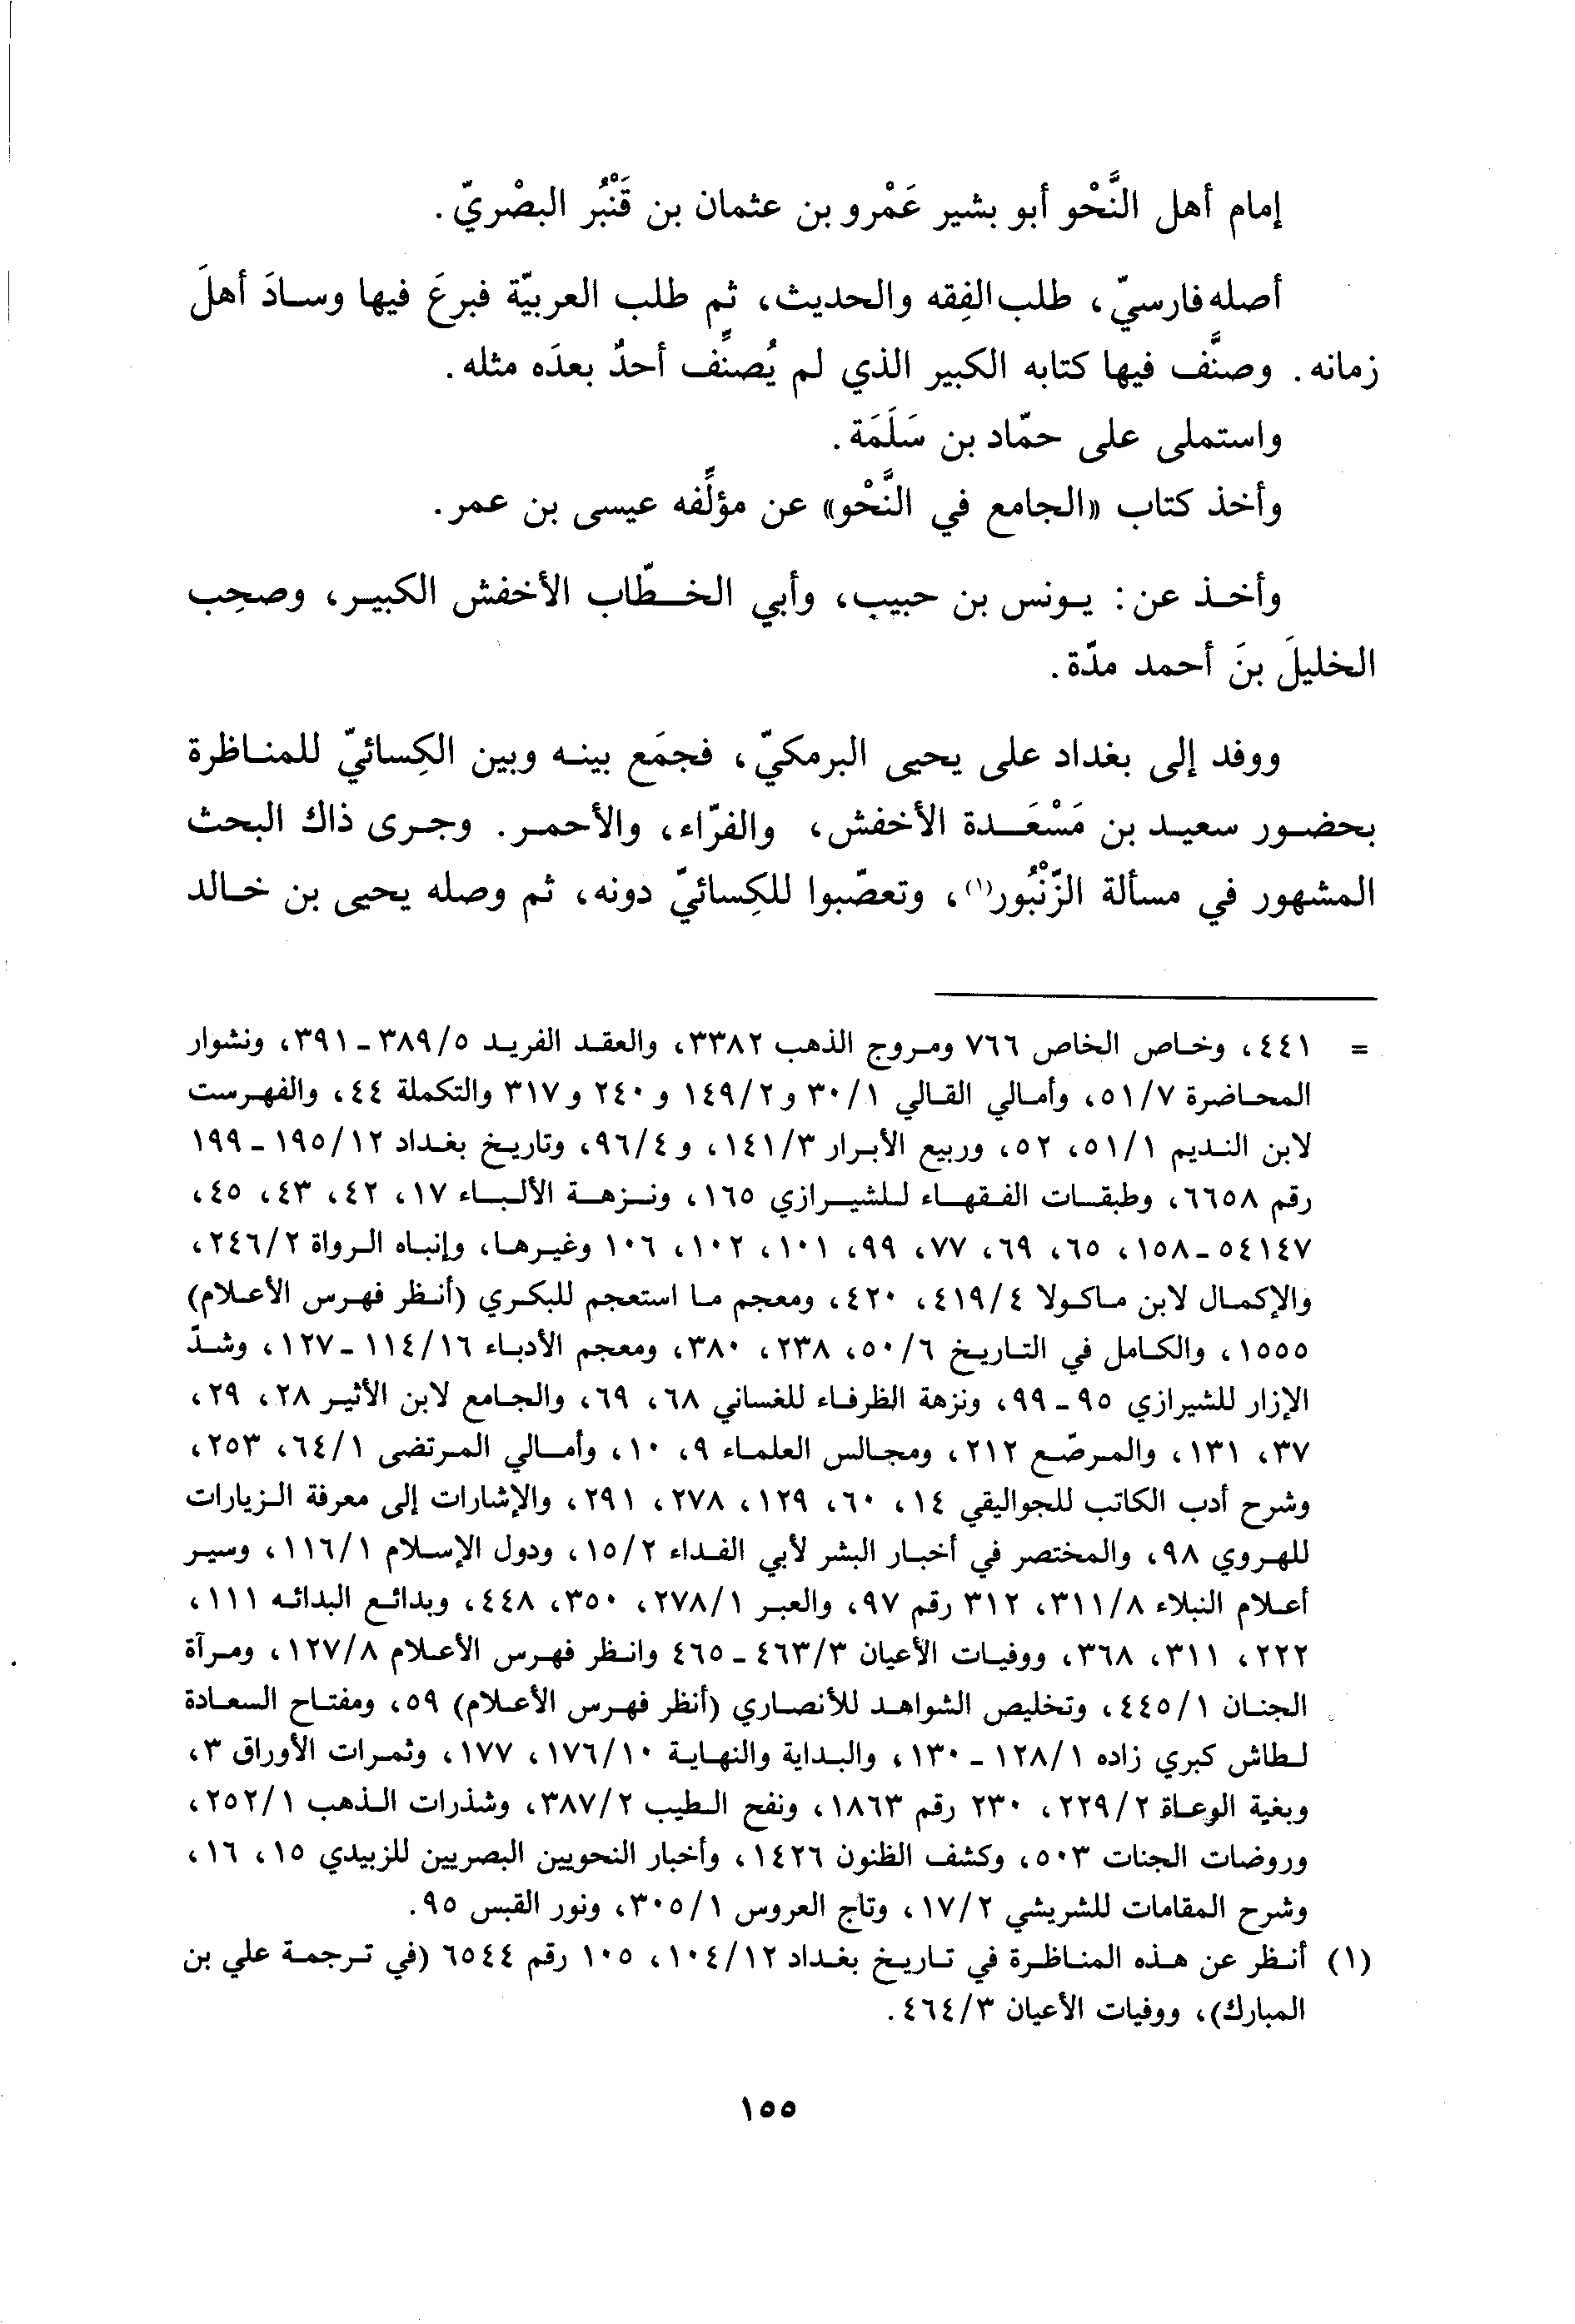 إمام أهل النَّحْو أبو بشير عَمْرو بن عثمان بن قَنْبُر البصْريّ.
أصله فارسيّ، طلب الفِقه والحديث، ثم طلب العربيّة فبرعَ فيها وسادَ أهلَ
زمانه. وصنَّف فيها كتابه الكبير الذي لم يُصنِّف أحدٌ بعدَه مثله.
واستملى على حمّاد بن سَلَمَة.
وأخذ كتاب «الجامع في النَّحْو» عن مؤلِّفه عيسى بن عمر.
وأخذ عن: يونس بن حبيب، وأبي الخطّاب الأخفش الكبير، وصحِب
الخليلَ بنَ أحمد مدّة.
ووفد إلى بغداد على يحيى البرمكيّ، فجمَع بينه وبين الكِسائيّ للمناظرة
بحضور سعيد بن مَسْعَدة الأخفش، والفرّاء، والأحمر. وجرى ذاك البحث
المشهور في مسألة الزّنْبُور(١)، وتعصّبوا للكِسائيّ دونه، ثم وصله يحيى بن خالد
= ٤٤١، وخاص الخاص ٧٦٦ ومروج الذهب ٣٣٨٢، والعقد الفريد ٣٨٩/٥ - ٣٩١، ونشوار
المحاضرة ٥١/٧، وأمالي القالي ٣٠/١ و١٤٩/٢ و ٢٤٠ و ٣١٧ والتكملة ٤٤، والفهرست
لابن النديم ٥١/١، ٥٢، وربيع الأبرار ١٤١/٣، و ٩٦/٤، وتاريخ بغداد ١٩٥/١٢ - ١٩٩
رقم ٦٦٥٨، وطبقات الفقهاء للشيرازي ١٦٥، ونزهة الألباء ١٧، ٤٢، ٤٣، ٤٥،
٥٤١٤٧ - ١٥٨، ٦٥، ٦٩، ٧٧، ٩٩، ١٠١، ١٠٢، ١٠٦ وغيرها، وإنباه الرواة ٢٤٦/٢،
والإكمال لابن ماكولا ٤١٩/٤، ٤٢٠، ومعجم ما استعجم للبكري (أنظر فهرس الأعلام)
١٥٥٥، والكامل في التاريخ ٥٠/٦، ٢٣٨، ٣٨٠، ومعجم الأدباء ١١٤/١٦ - ١٢٧، وشدّ
الإزار للشيرازي ٩٥ - ٩٩، ونزهة الظرفاء للغساني ٦٨، ٦٩، والجامع لابن الأثير ٢٨، ٢٩،
٣٧، ١٣١، والمرصّع ٢١٢، ومجالس العلماء ٩، ١٠، وأمالي المرتضى ٦٤/١، ٢٥٣،
وشرح أدب الكاتب للجواليقي ١٤، ٦٠، ١٢٩، ٢٧٨، ٢٩١، والإشارات إلى معرفة الزيارات
للهروي ٩٨، والمختصر في أخبار البشر لأبي الفداء ١٥/٢، ودول الإسلام ١١٦/١، وسير
أعلام النبلاء ٣١١/٨، ٣١٢ رقم ٩٧، والعبر ٢٧٨/١، ٣٥٠، ٤٤٨، وبدائع البدائه ١١١،
٢٢٢، ٣١١، ٣٦٨، ووفيات الأعيان ٤٦٣/٣ - ٤٦٥ وانظر فهرس الأعلام ١٢٧/٨، ومرآة
الجنان ٤٤٥/١، وتخليص الشواهد للأنصاري (أنظر فهرس الأعلام) ٥٩، ومفتاح السعادة
لطاش كبري زاده ١٢٨/١ - ١٣٠، والبداية والنهاية ١٧٦/١٠، ١٧٧، وثمرات الأوراق ٣،
وبغية الوعاة ٢٢٩/٢، ٢٣٠ رقم ١٨٦٣، ونفح الطيب ٣٨٧/٢، وشذرات الذهب ٢٥٢/١،
وروضات الجنات ٥٠٣، وكشف الظنون ١٤٢٦، وأخبار النحويين البصريين للزبيدي ١٥، ١٦،
وشرح المقامات للشريشي ١٧/٢، وتاج العروس ٣٠٥/١، ونور القبس ٩٥.
(١) أنظر عن هذه المناظرة في تاريخ بغداد ١٠٤/١٢، ١٠٥ رقم ٦٥٤٤ (في ترجمة علي بن
المبارك)، ووفيات الأعيان ٤٦٤/٣.
١٥٥